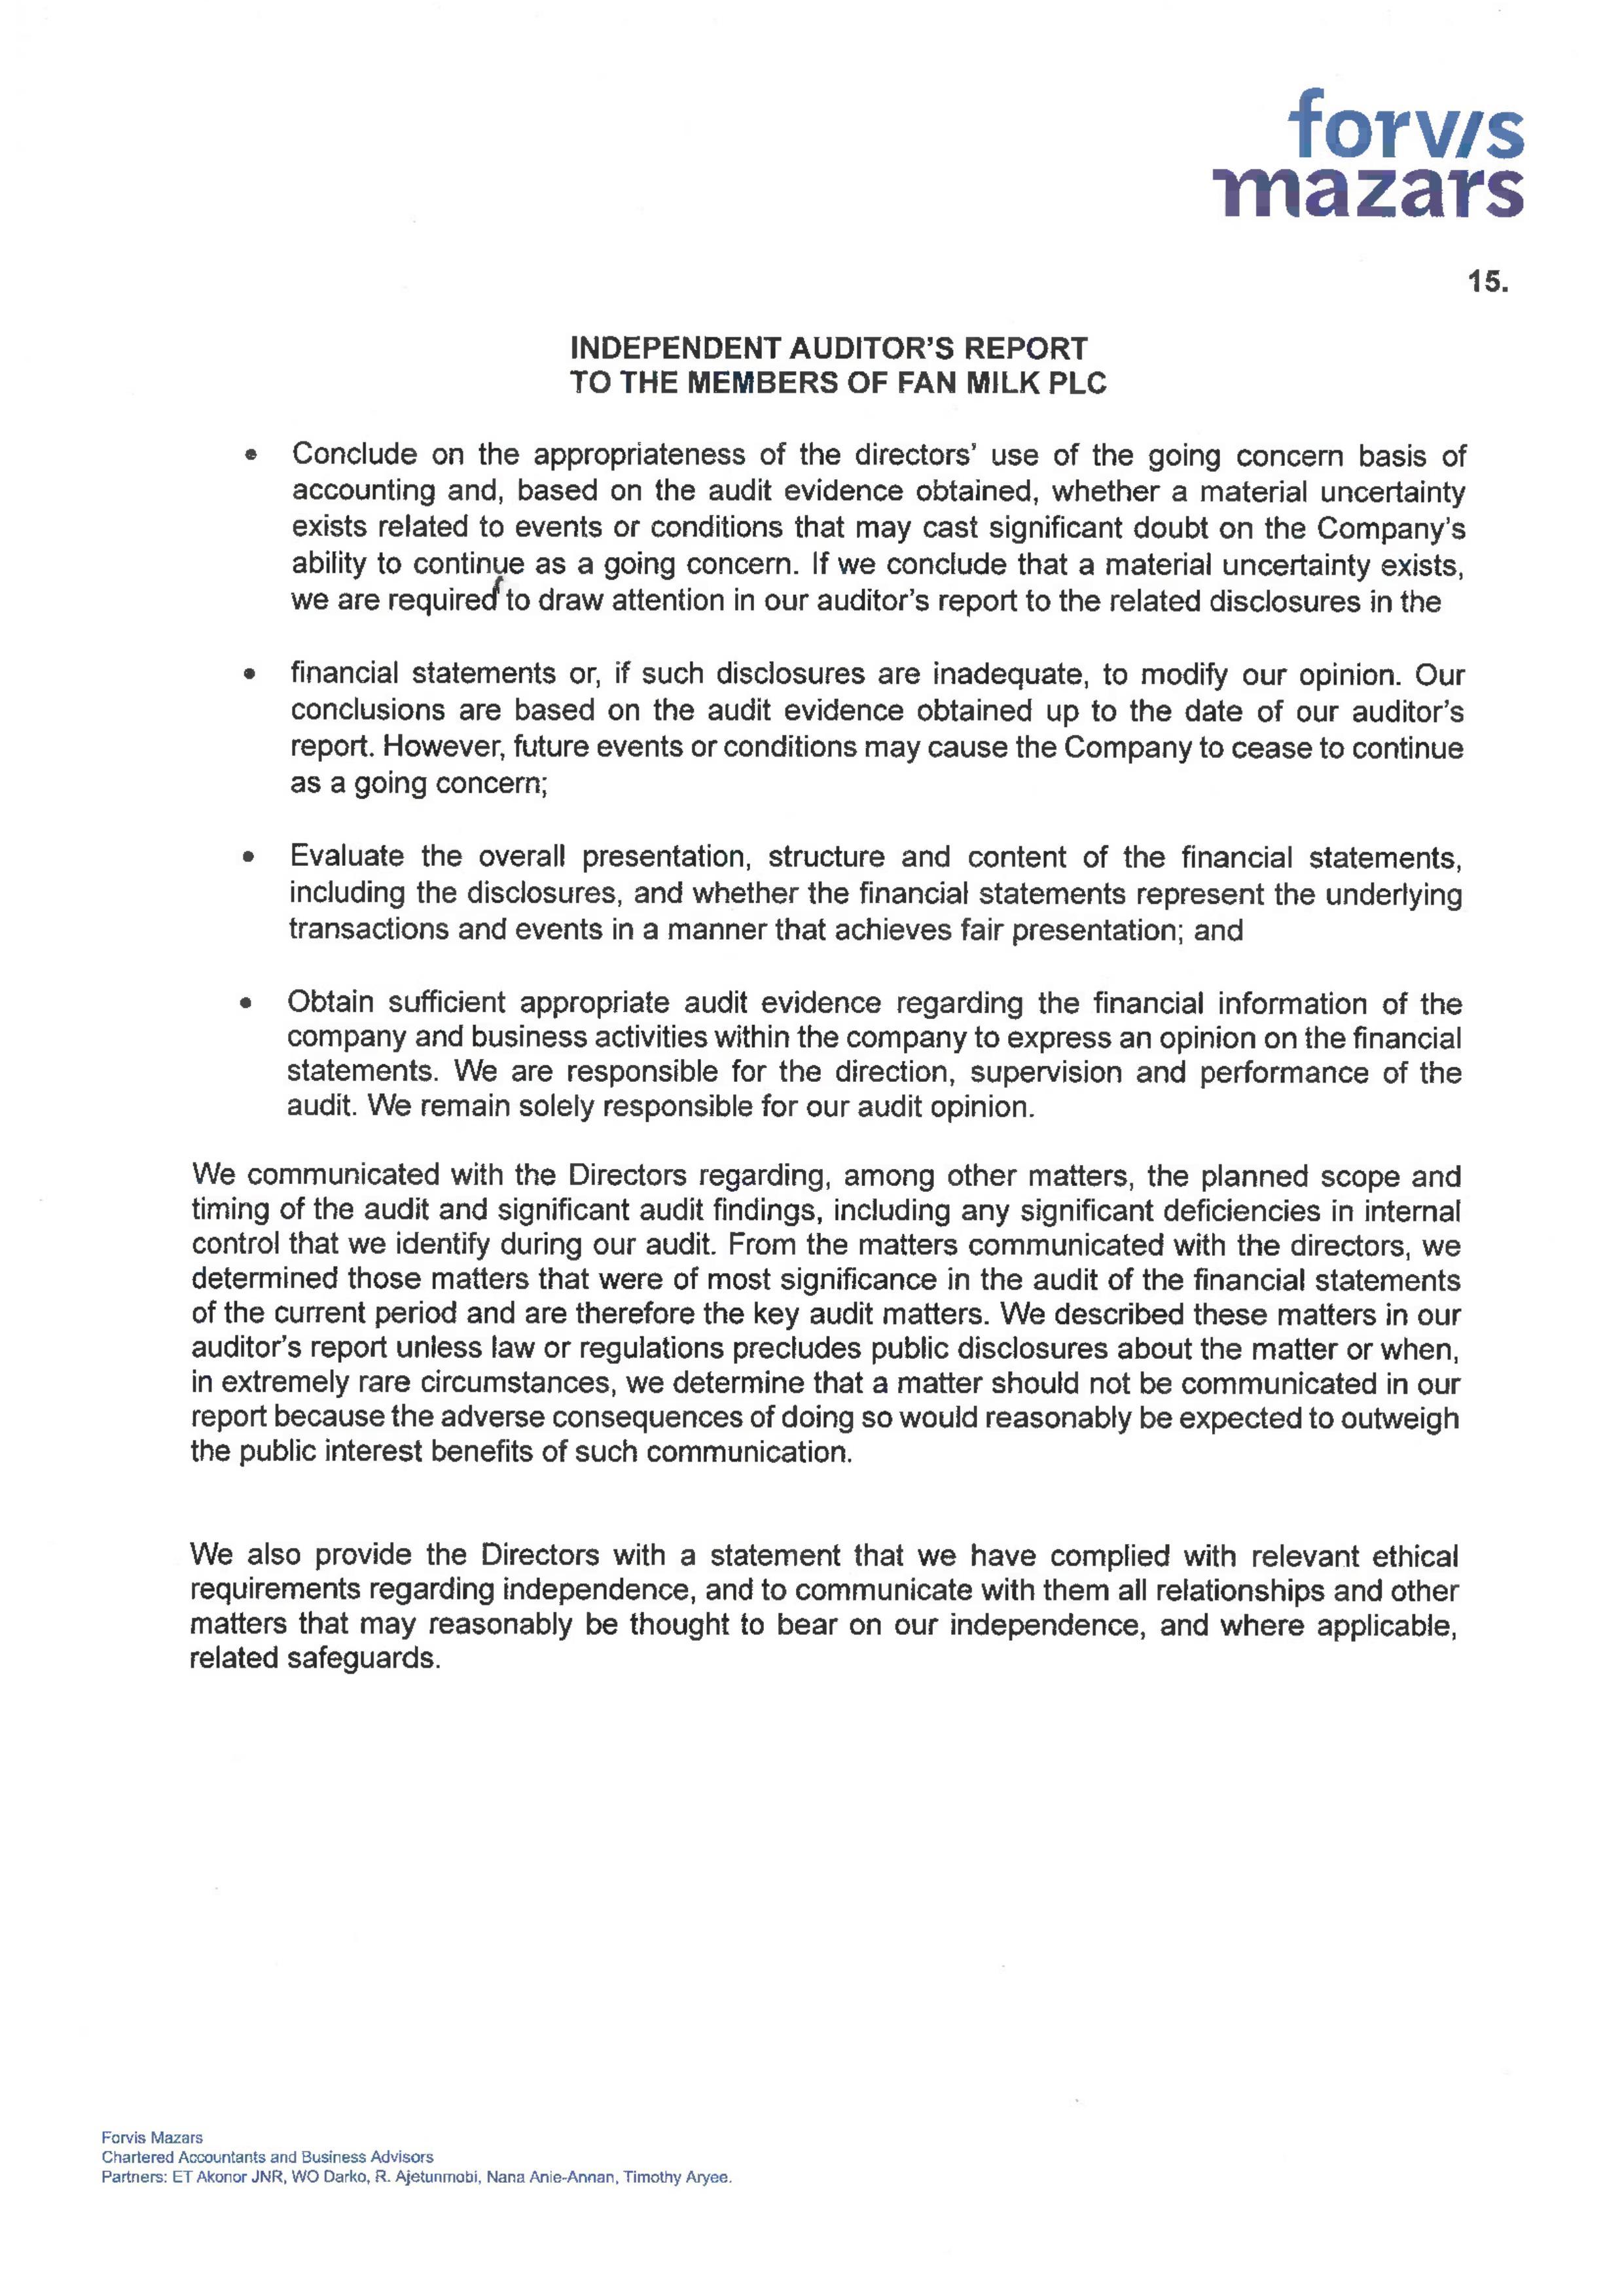 forvis
mazars
15.
INDEPENDENT AUDITOR'S REPORT
TO THE MEMBERS OF FAN MILK PLC
• Conclude on the appropriateness of the directors' use of the going concern basis of
accounting and, based on the audit evidence obtained, whether a material uncertainty
exists related to events or conditions that may cast significant doubt on the Company's
ability to continue as a going concern. If we conclude that a material uncertainty exists,
we are required to draw attention in our auditor's report to the related disclosures in the
• financial statements or, if such disclosures are inadequate, to modify our opinion. Our
conclusions are based on the audit evidence obtained up to the date of our auditor's
report. However, future events or conditions may cause the Company to cease to continue
as a going concern;
• Evaluate the overall presentation, structure and content of the financial statements,
including the disclosures, and whether the financial statements represent the underlying
transactions and events in a manner that achieves fair presentation; and
• Obtain sufficient appropriate audit evidence regarding the financial information of the
company and business activities within the company to express an opinion on the financial
statements. We are responsible for the direction, supervision and performance of the
audit. We remain solely responsible for our audit opinion.
We communicated with the Directors regarding, among other matters, the planned scope and
timing of the audit and significant audit findings, including any significant deficiencies in internal
control that we identify during our audit. From the matters communicated with the directors, we
determined those matters that were of most significance in the audit of the financial statements
of the current period and are therefore the key audit matters. We described these matters in our
auditor's report unless law or regulations precludes public disclosures about the matter or when,
in extremely rare circumstances, we determine that a matter should not be communicated in our
report because the adverse consequences of doing so would reasonably be expected to outweigh
the public interest benefits of such communication.
We also provide the Directors with a statement that we have complied with relevant ethical
requirements regarding independence, and to communicate with them all relationships and other
matters that may reasonably be thought to bear on our independence, and where applicable,
related safeguards.
Forvis Mazars
Chartered Accountants and Business Advisors
Partners: ET Akonor JNR, WO Darko, R. Ajetunmobi, Nana Anie-Annan, Timothy Aryee.